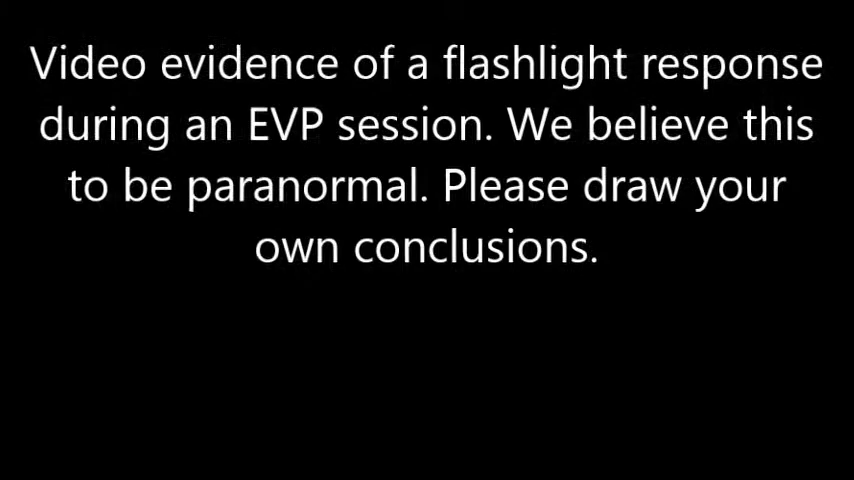 Video evidence of a flashlight response
during an EVP session. We believe this
to be paranormal. Please draw your
own conclusions.